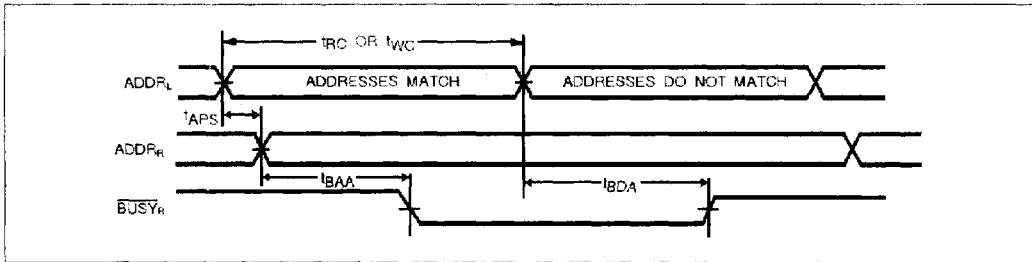 tRC OR tWC
ADDRL ADDRESSES MATCH ADDRESSES DO NOT MATCH
tAPS
ADDRR
tBAA tBDA
BUSYR